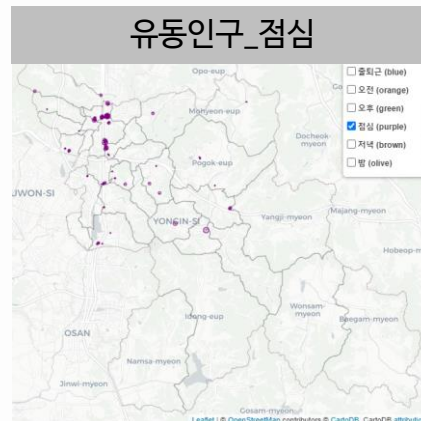 유동인구_점심
출퇴근 (blue)
오전 (orange)
오후 (green)
점심 (purple)
저녁 (brown)
밤 (olive)
Opo-eup
Mohyeon-eup
Docheok-
myeon
Pogok-eup
UWON-SI
YONGIN-SI
Yangji-myeon
Majang-myeon
Hobeop-m
Idong-eup
Wonsam-
myeon
Baegam-myeon
OSAN
Namsa-myeon
Jinwi-myeon
Gosam-myeon
Leaflet | © OpenStreetMap contributors © CartoDB, CartoDB attributio